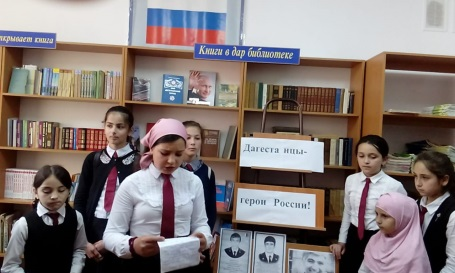 открывает книга
Книги в дар библиотеке
Дагеста нцы-
герои России!